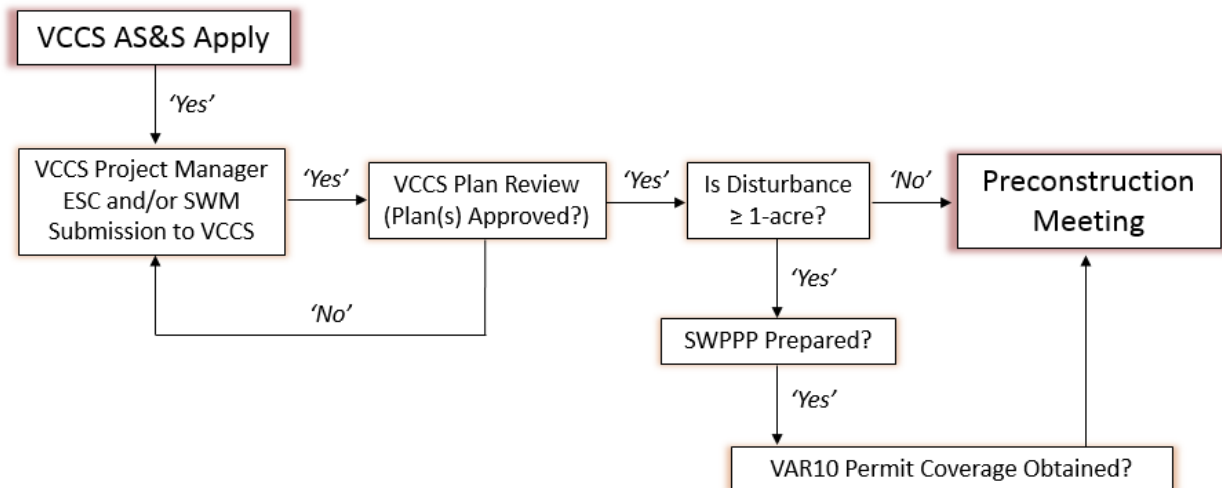 VCCS AS&S Apply
‘Yes’
VCCS Project Manager
ESC and/or SWM
Submission to VCCS
‘Yes’
VCCS Plan Review
(Plan(s) Approved?)
‘Yes’
Is Disturbance
≥ 1-acre?
‘No’
Preconstruction
Meeting
‘No’
‘Yes’
SWPPP Prepared?
‘Yes’
VAR10 Permit Coverage Obtained?